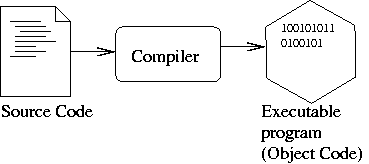 Source Code
Compiler
100101011
0100101
Executable
program
(Object Code)